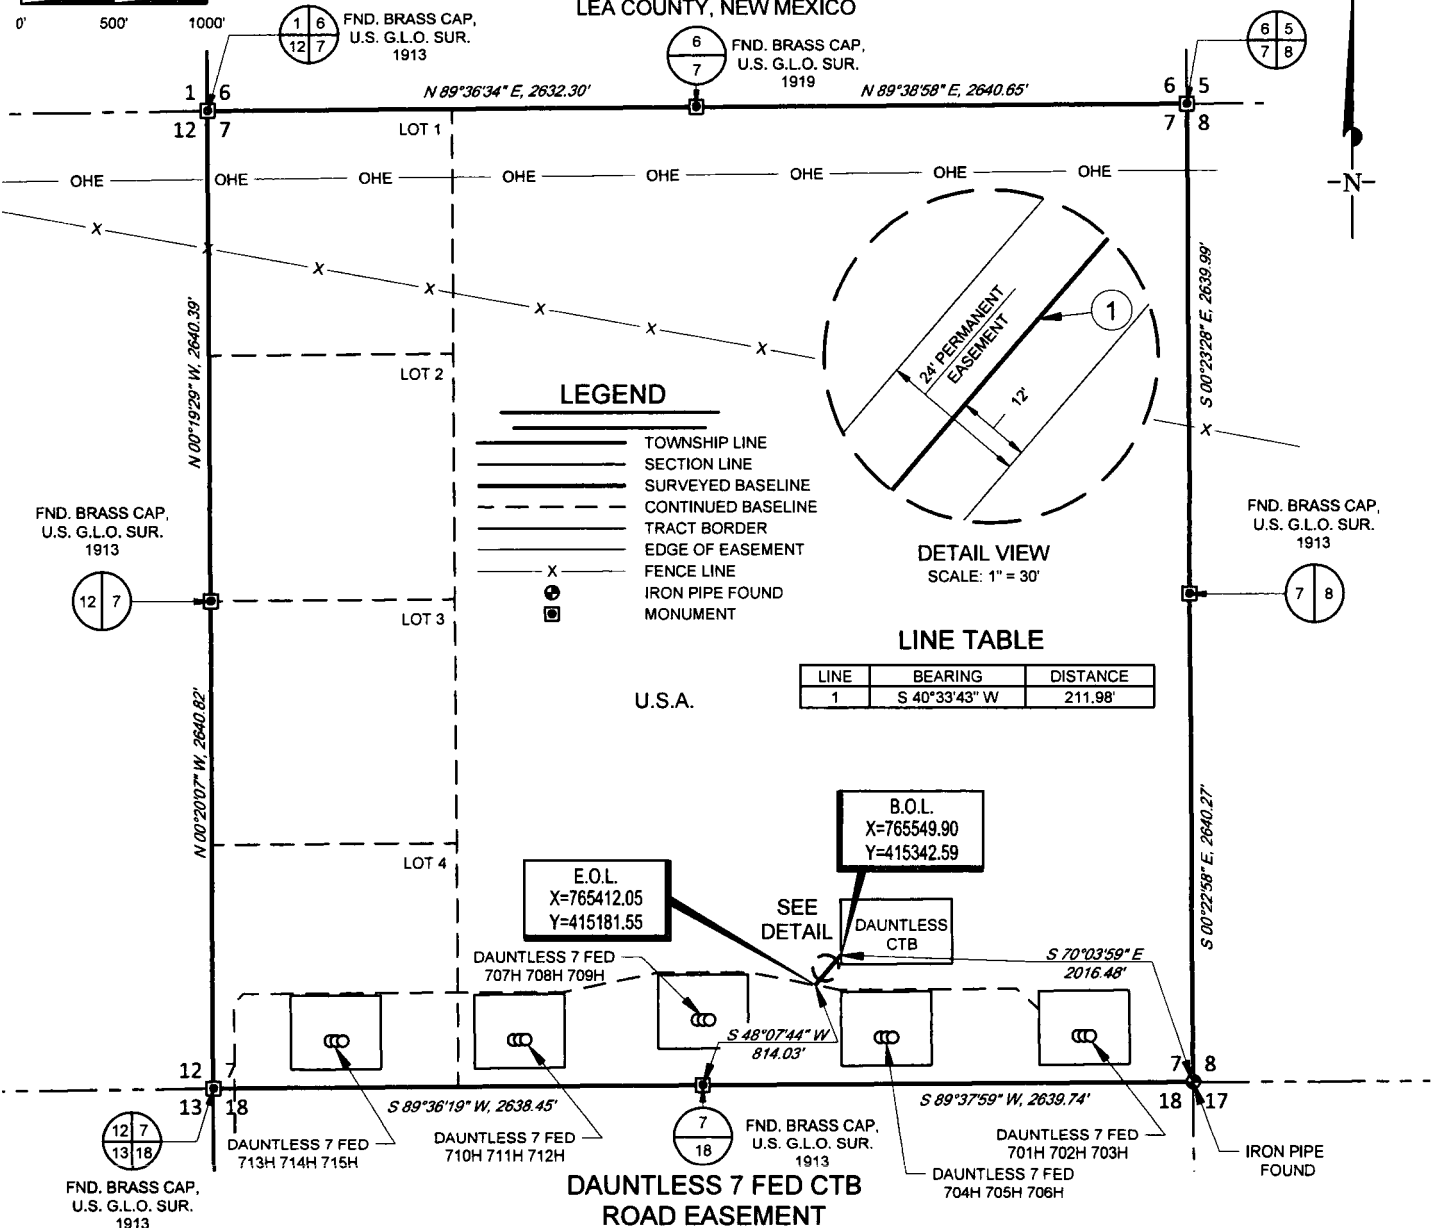 LEA COUNTY, NEW MEXICO
0' 500' 1000'
1 6
12 7
FND. BRASS CAP,
U.S. G.L.O. SUR.
1913
6
7
FND. BRASS CAP,
U.S. G.L.O. SUR.
1919
6 5
7 8
N 89°36'34" E, 2632.30'
N 89°38'58" E, 2640.65'
1 6
12 7
6 5
7 8
LOT 1
OHE OHE OHE OHE OHE OHE OHE OHE
N
X X X X X X X
N 00°19'29" W, 2640.39'
S 00°23'28" E, 2639.99'
24' PERMANENT
EASEMENT
12'
1
X
LOT 2
LEGEND
TOWNSHIP LINE
SECTION LINE
SURVEYED BASELINE
CONTINUED BASELINE
TRACT BORDER
EDGE OF EASEMENT
X FENCE LINE
IRON PIPE FOUND
MONUMENT
DETAIL VIEW
SCALE: 1" = 30'
FND. BRASS CAP,
U.S. G.L.O. SUR.
1913
12 7
FND. BRASS CAP,
U.S. G.L.O. SUR.
1913
7 8
LOT 3
LINE TABLE
LINE BEARING DISTANCE
1 S 40°33'43" W 211.98'
U.S.A.
N 00°20'07" W, 2640.82'
S 00°22'58" E, 2640.27'
LOT 4
B.O.L.
X=765549.90
Y=415342.59
E.O.L.
X=765412.05
Y=415181.55
SEE
DETAIL
DAUNTLESS
CTB
DAUNTLESS 7 FED
707H 708H 709H
S 70°03'59" E
2016.48'
S 48°07'44" W
814.03'
12 7
13 18
7 8
18 17
S 89°36'19" W, 2638.45'
S 89°37'59" W, 2639.74'
12 7
13 18
FND. BRASS CAP,
U.S. G.L.O. SUR.
1913
DAUNTLESS 7 FED
713H 714H 715H
DAUNTLESS 7 FED
710H 711H 712H
7
18
FND. BRASS CAP,
U.S. G.L.O. SUR.
1913
DAUNTLESS 7 FED
704H 705H 706H
DAUNTLESS 7 FED
701H 702H 703H
IRON PIPE
FOUND
DAUNTLESS 7 FED CTB
ROAD EASEMENT